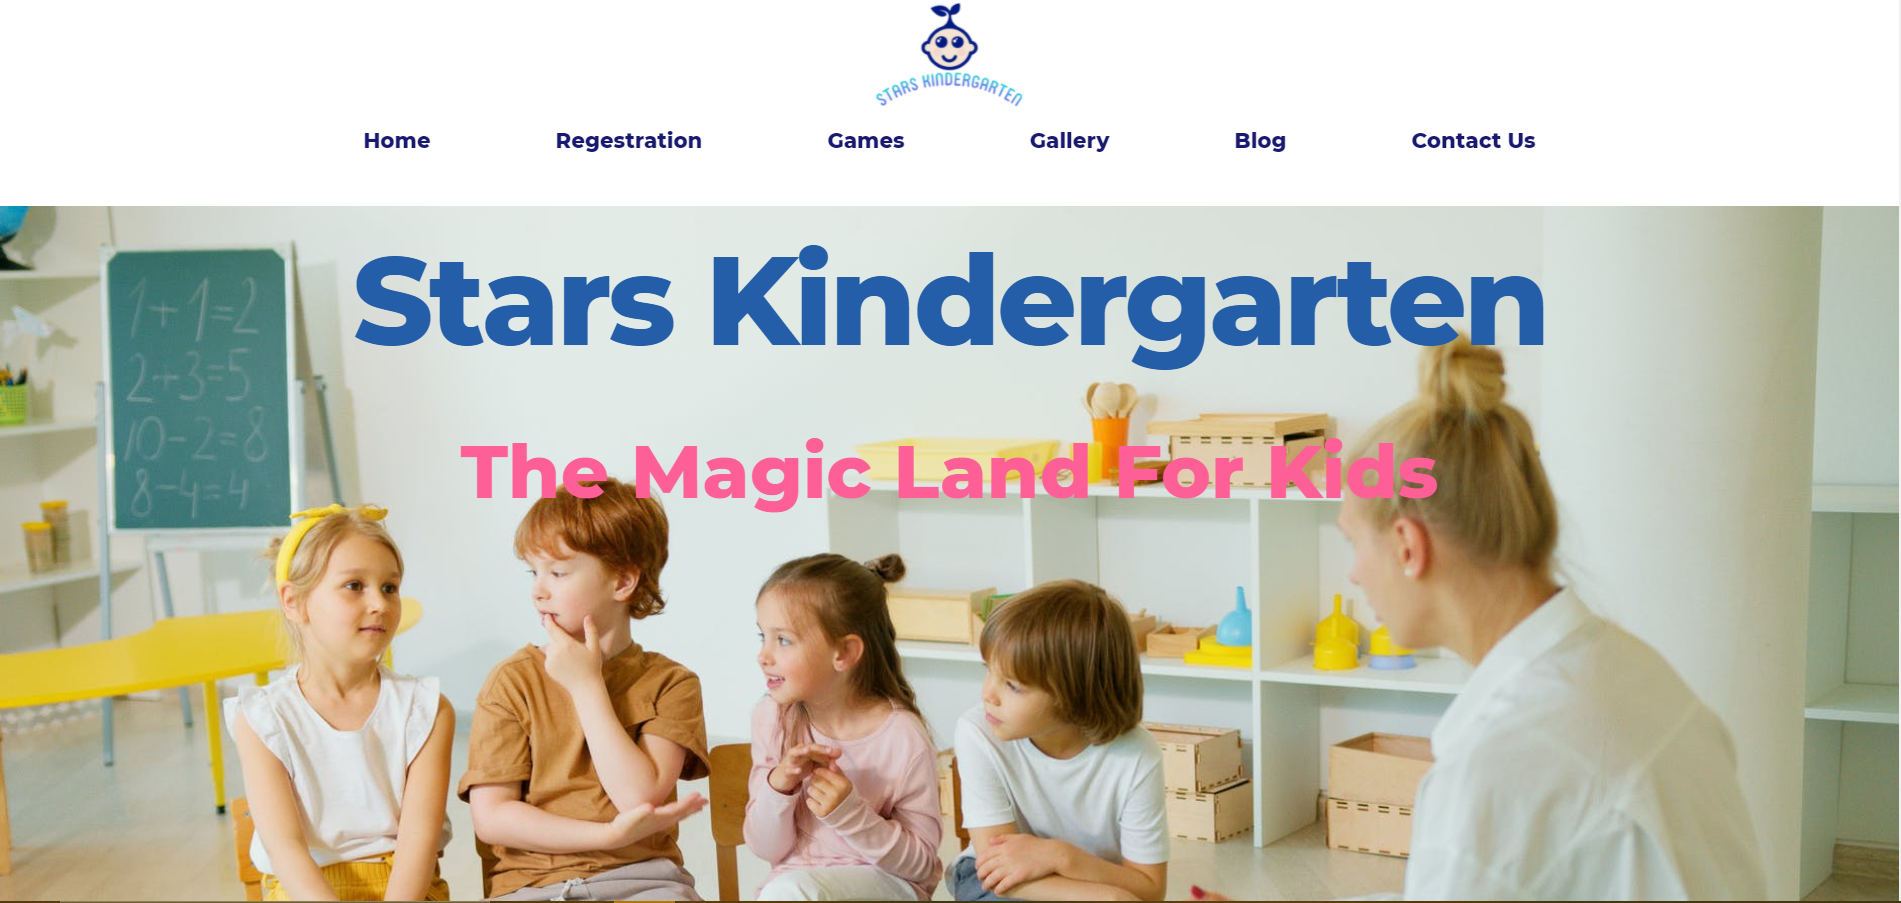 STARS KINDERGARTEN
Home Regestration Games Gallery Blog Contact Us
Stars Kindergarten
1+1=2
2+3=5
10-2=8
8-4=4
The Magic Land For Kids